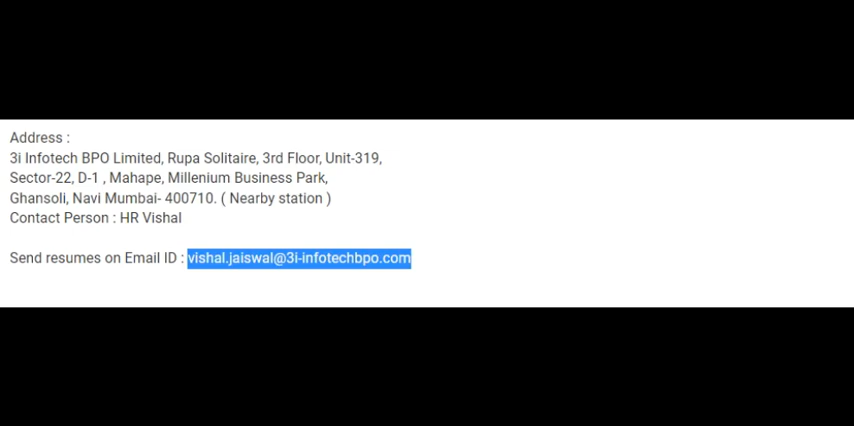 Address :
3i Infotech BPO Limited, Rupa Solitaire, 3rd Floor, Unit-319,
Sector-22, D-1 , Mahape, Millenium Business Park,
Ghansoli, Navi Mumbai- 400710. ( Nearby station )
Contact Person : HR Vishal
Send resumes on Email ID : vishal.jaiswal@3i-infotechbpo.com